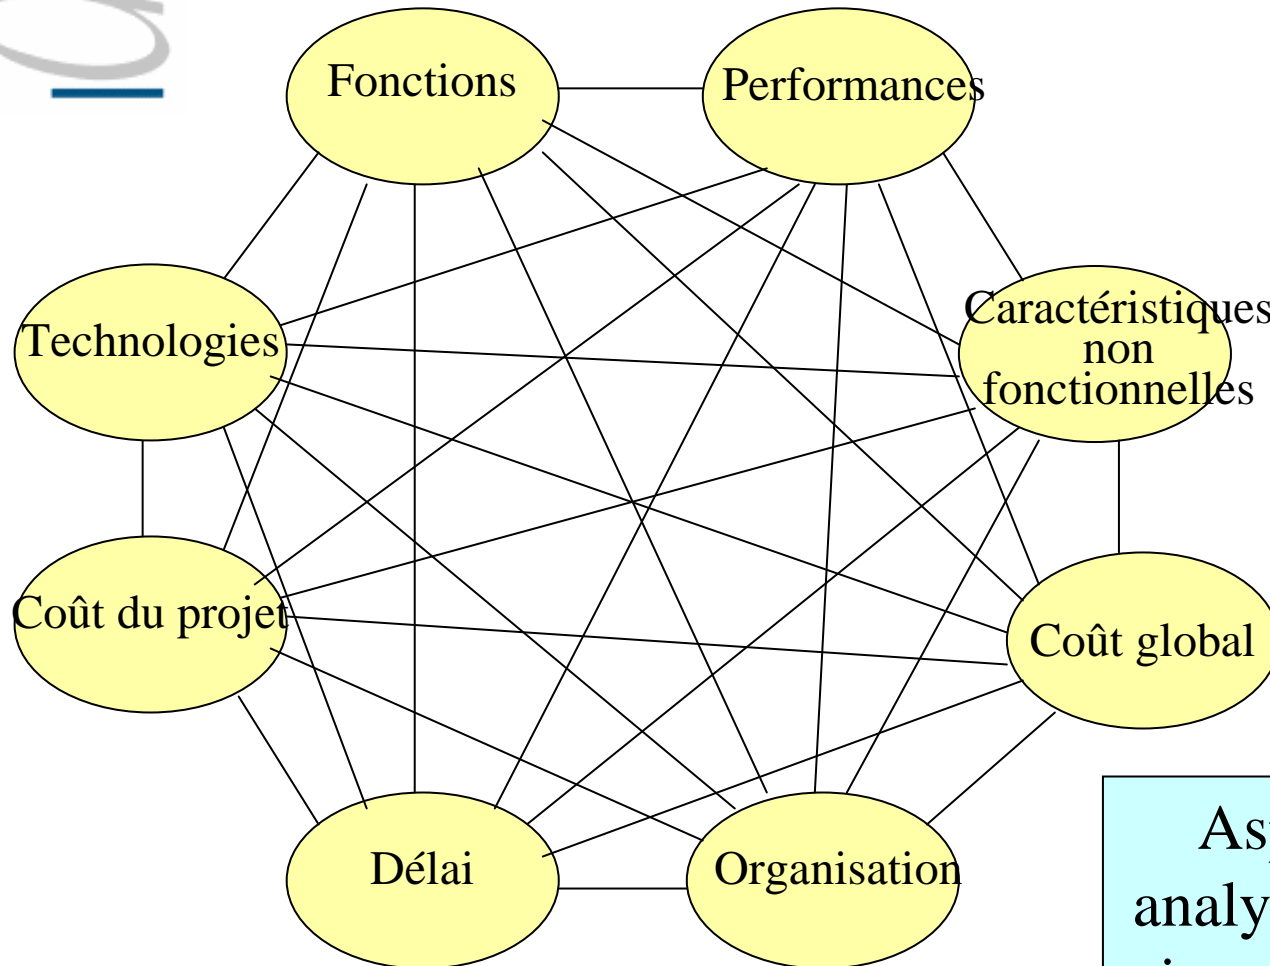 Fonctions
Performances
Technologies
Caractéristiques
non
fonctionnelles
Coût du projet
Coût global
Délai
Organisation